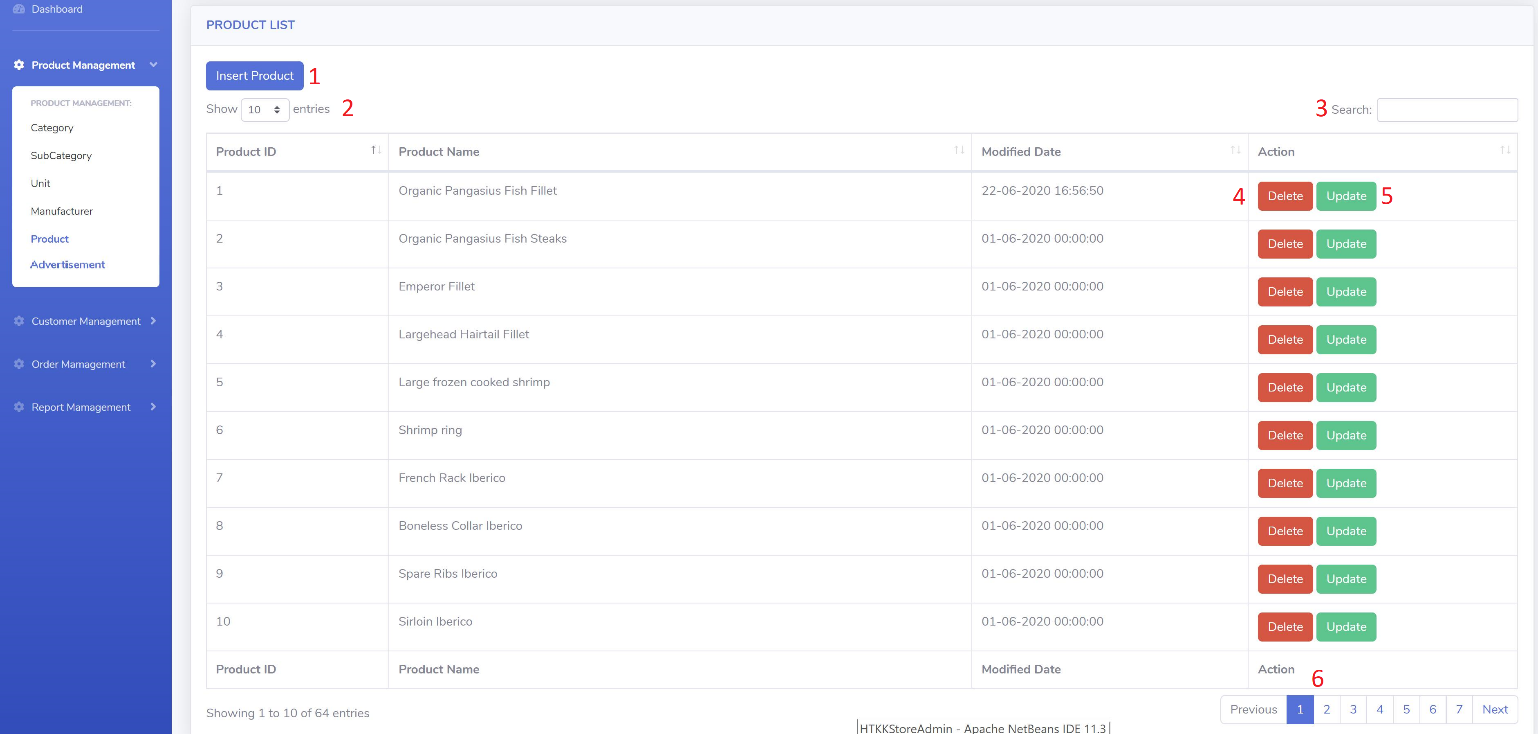 Dashboard
Product Management
PRODUCT MANAGEMENT:
Category
SubCategory
Unit
Manufacturer
Product
Advertisement
Customer Management
Order Mamagement
Report Mamagement
PRODUCT LIST
Insert Product 1
Show 10 entries 2
3 Search:
Product ID Product Name Modified Date Action
1 Organic Pangasius Fish Fillet 22-06-2020 16:56:50 4 Delete Update 5
2 Organic Pangasius Fish Steaks 01-06-2020 00:00:00 Delete Update
3 Emperor Fillet 01-06-2020 00:00:00 Delete Update
4 Largehead Hairtail Fillet 01-06-2020 00:00:00 Delete Update
5 Large frozen cooked shrimp 01-06-2020 00:00:00 Delete Update
6 Shrimp ring 01-06-2020 00:00:00 Delete Update
7 French Rack Iberico 01-06-2020 00:00:00 Delete Update
8 Boneless Collar Iberico 01-06-2020 00:00:00 Delete Update
9 Spare Ribs Iberico 01-06-2020 00:00:00 Delete Update
10 Sirloin Iberico 01-06-2020 00:00:00 Delete Update
Product ID Product Name Modified Date Action
6
Showing 1 to 10 of 64 entries
Previous 1 2 3 4 5 6 7 Next
HTKKStoreAdmin - Apache NetBeans IDE 11.3